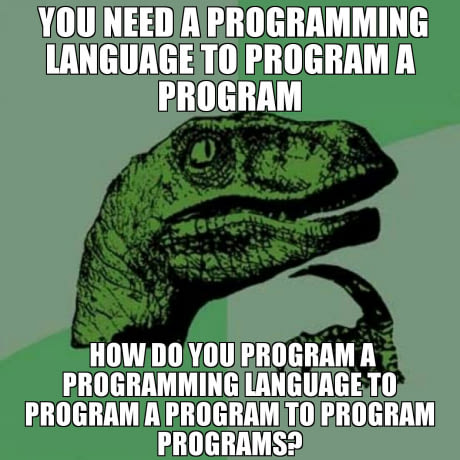 YOU NEED A PROGRAMMING
LANGUAGE TO PROGRAM A
PROGRAM
HOW DO YOU PROGRAM A
PROGRAMMING LANGUAGE TO
PROGRAM A PROGRAM TO PROGRAM
PROGRAMS?